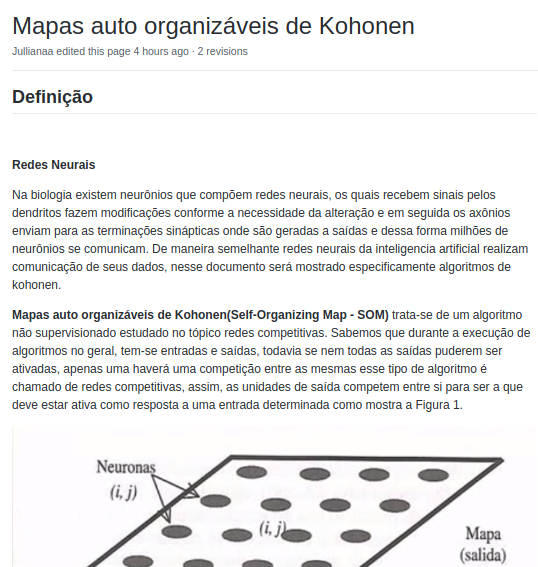 Mapas auto organizáveis de Kohonen
Jullianaa edited this page 4 hours ago · 2 revisions
Definição
Redes Neurais
Na biologia existem neurônios que compõem redes neurais, os quais recebem sinais pelos
dendritos fazem modificações conforme a necessidade da alteração e em seguida os axônios
enviam para as terminações sinápticas onde são geradas a saídas e dessa forma milhões de
neurônios se comunicam. De maneira semelhante redes neurais da inteligencia artificial realizam
comunicação de seus dados, nesse documento será mostrado especificamente algoritmos de
kohonen.
Mapas auto organizáveis de Kohonen(Self-Organizing Map - SOM) trata-se de um algoritmo
não supervisionado estudado no tópico redes competitivas. Sabemos que durante a execução de
algoritmos no geral, tem-se entradas e saídas, todavia se nem todas as saídas puderem ser
ativadas, apenas uma haverá uma competição entre as mesmas esse tipo de algoritmo é
chamado de redes competitivas, assim, as unidades de saída competem entre si para ser a que
deve estar ativa como resposta a uma entrada determinada como mostra a Figura 1.
Neuronas
(i, j)
(i, j)
Mapa
(salida)